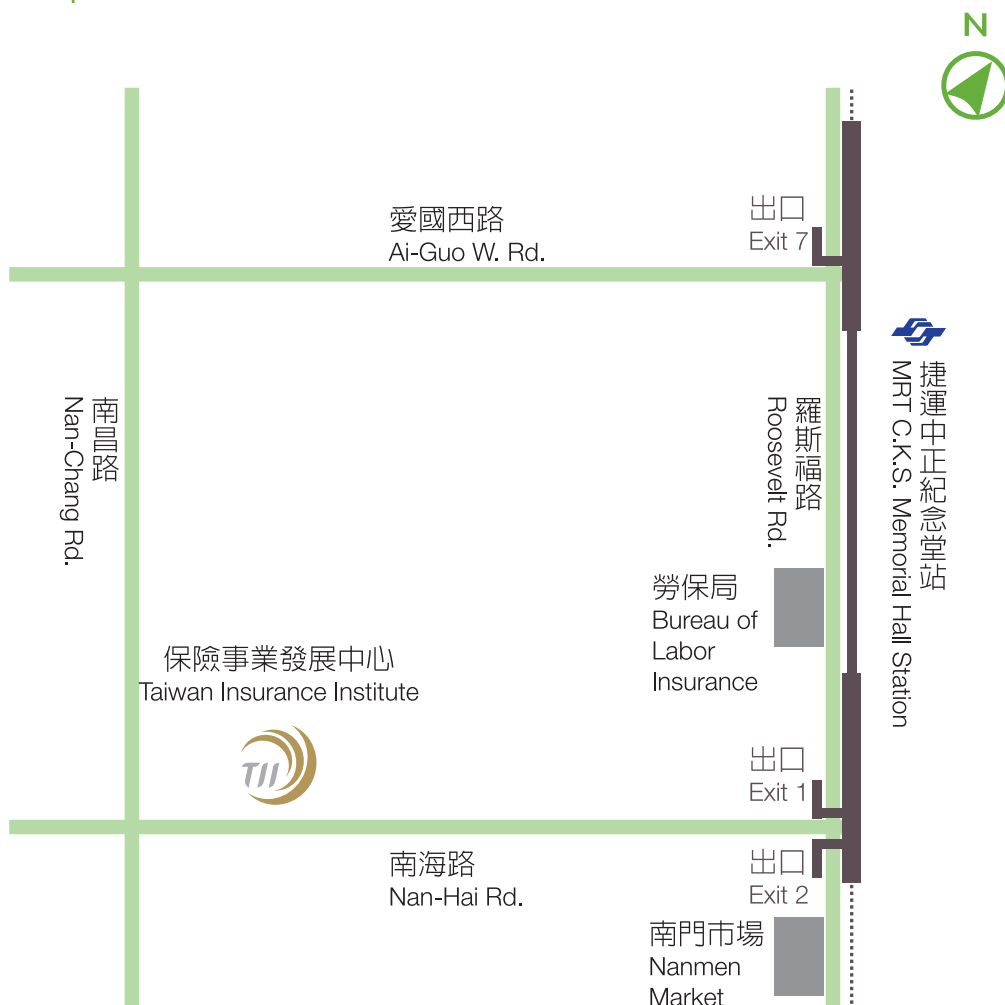 N
出口
Exit 7
愛國西路
Ai-Guo W. Rd.
捷運中正紀念堂站
MRT C.K.S. Memorial Hall Station
南昌路
Nan-Chang Rd.
羅斯福路
Roosevelt Rd.
勞保局
Bureau of
Labor
Insurance
保險事業發展中心
Taiwan Insurance Institute
TII
出口
Exit 1
南海路
Nan-Hai Rd.
出口
Exit 2
南門市場
Nanmen
Market